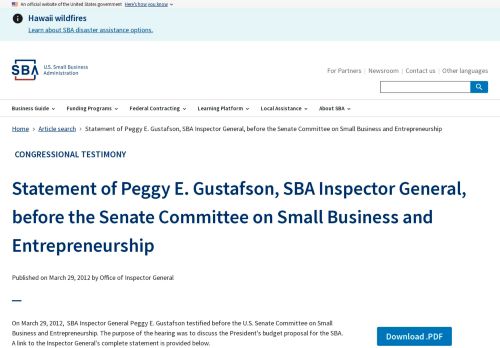 An official website of the United States government Here's how you know
Hawaii wildfires
Learn about SBA disaster assistance options.
SBA U.S. Small Business Administration
For Partners | Newsroom | Contact us | Other languages
Business Guide Funding Programs Federal Contracting Learning Platform Local Assistance About SBA
Home > Article search > Statement of Peggy E. Gustafson, SBA Inspector General, before the Senate Committee on Small Business and Entrepreneurship
CONGRESSIONAL TESTIMONY
Statement of Peggy E. Gustafson, SBA Inspector General,
before the Senate Committee on Small Business and
Entrepreneurship
Published on March 29, 2012 by Office of Inspector General
On March 29, 2012, SBA Inspector General Peggy E. Gustafson testified before the U.S. Senate Committee on Small
Business and Entrepreneurship. The purpose of the hearing was to discuss the President's budget proposal for the SBA.
A link to the Inspector General's complete statement is provided below.
Download .PDF